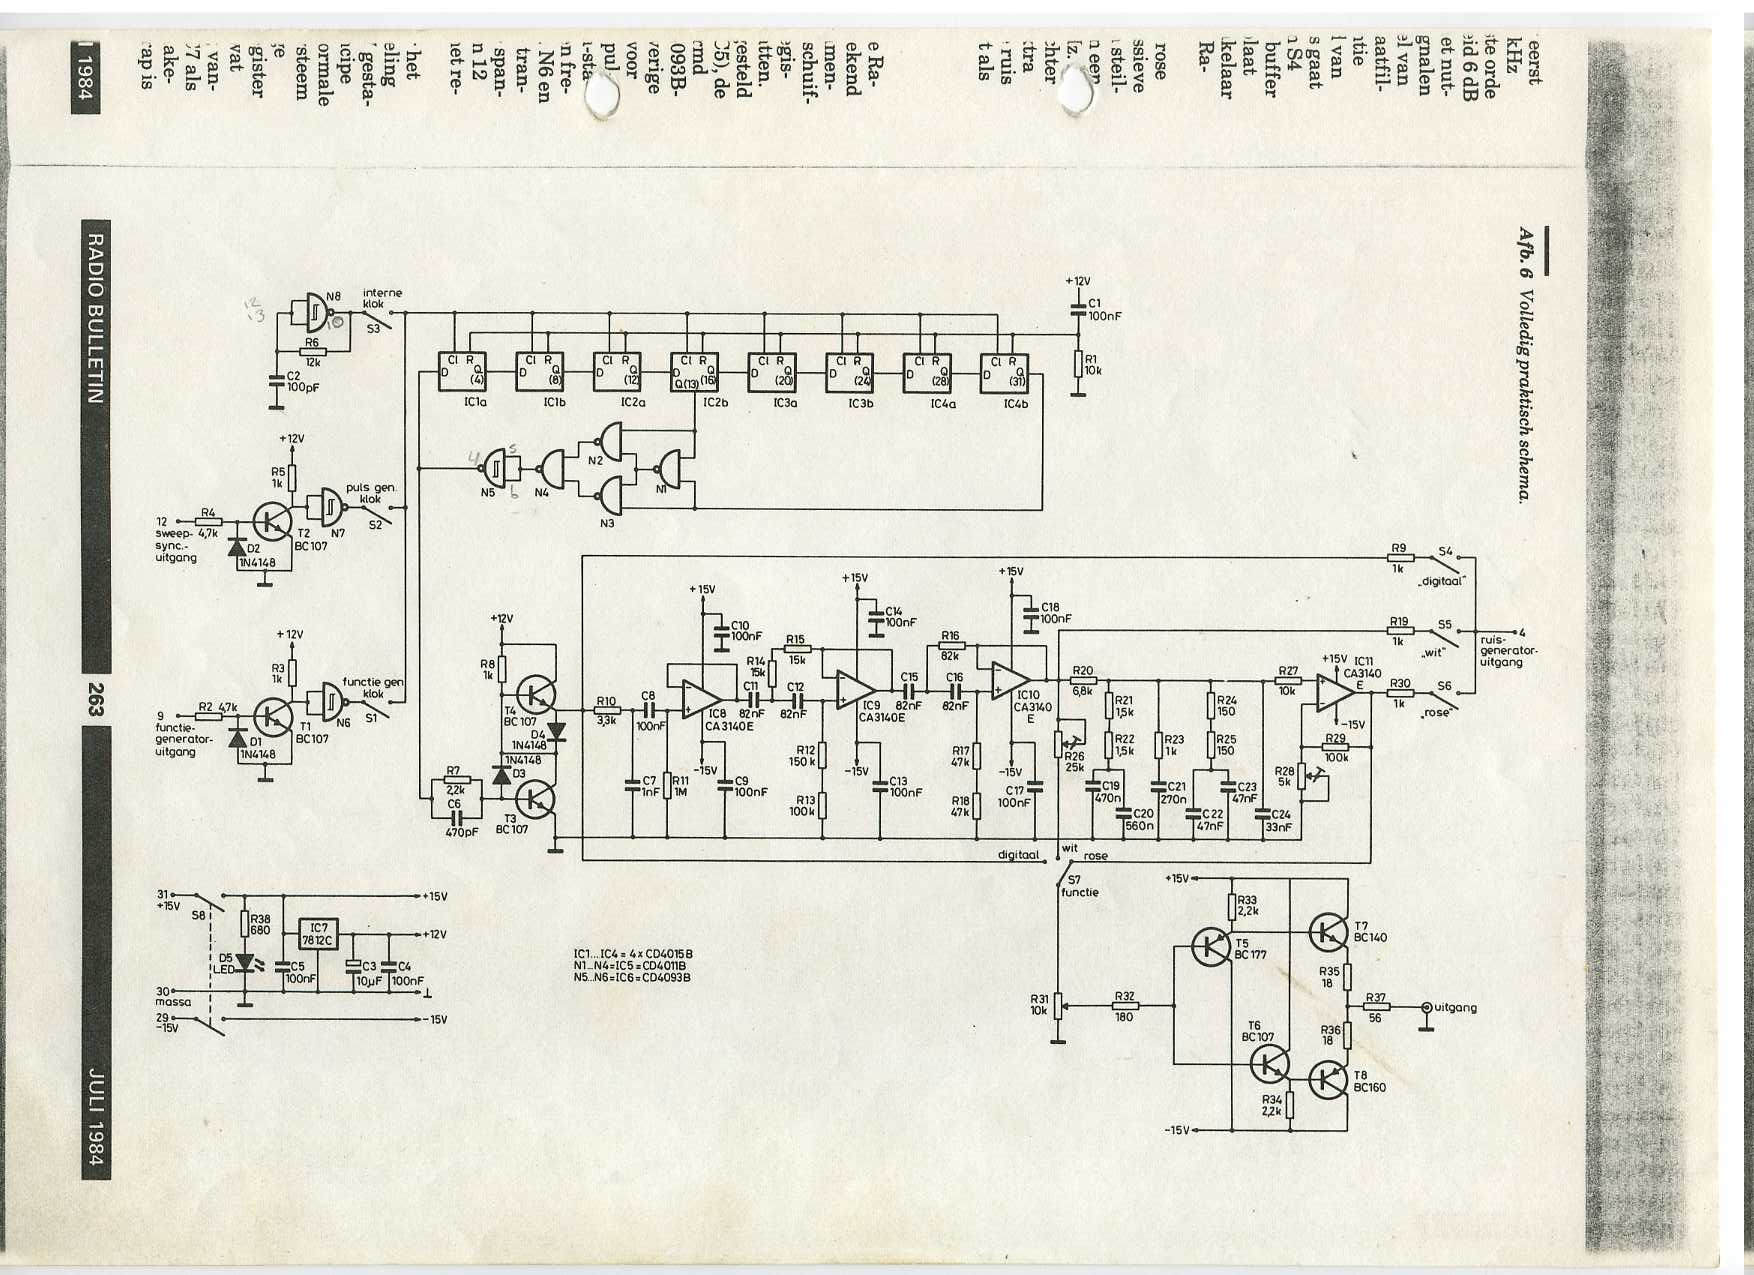 eerst
kHz
te orde
eid 6 dB
et nut-
gnalen
el van
aatfil-
tie
l van
s gaat
n S4
buffer
laat
kelaar
Ra-
rose
ssieve
steil-
n een
lz.
chter
tra
ruis
t als
e Ra-
ekend
men-
schuif-
egis-
tten.
esteld
C5), de
rmd
093B-
verige
voor
pul
-sta
n fre-
N6 en
tran-
span-
n 12
et re-
het
eling
gesta-
cipe
ormale
steem
ge
gister
vat
van-
7 als
ake-
rap is
1984
Afb. 6 Volledig praktisch schema.
RADIO BULLETIN
263
JULI 1984
12
13
N8
10
interne
klok
S3
R6
12k
C2
100pF
+12V
C1
100nF
R1
10k
Cl R
D Q
(4)
IC1a
Cl R
D Q
(8)
IC1b
Cl R
D Q
(12)
IC2a
Cl R
D Q
(16)
Q(13)
IC2b
Cl R
D Q
(20)
IC3a
Cl R
D Q
(24)
IC3b
Cl R
D Q
(28)
IC4a
Cl R
D Q
(31)
IC4b
+12V
R5
1k
puls gen.
klok
S2
R4
4,7k
12
sweep-
sync.-
uitgang
D2
1N4148
T2
BC107
N7
4
5
6
N5
N4
N2
N3
N1
+12V
R3
1k
functie gen
klok
S1
R2 4,7k
9
functie-
generator-
uitgang
D1
1N4148
T1
BC107
N6
+12V
R8
1k
T4
BC107
D4
1N4148
1N4148
D3
R7
2,2k
C6
470pF
T3
BC107
R10
3,3k
C8
100nF
C7
1nF
R11
1M
+15V
C10
100nF
IC8
CA3140E
-15V
C9
100nF
C11
82nF
R14
15k
R15
15k
C12
82nF
R12
150k
R13
100k
+15V
C14
100nF
IC9
CA3140E
-15V
C13
100nF
C15
82nF
R16
82k
C16
82nF
R17
47k
R18
47k
+15V
C18
100nF
IC10
CA3140
E
-15V
C17
100nF
R26
25k
R20
6,8k
R21
1,5k
R22
1,5k
C19
470n
C20
560n
R23
1k
C21
270n
R24
150
R25
150
C22
47nF
C23
47nF
C24
33nF
R27
10k
+15V
IC11
CA3140
E
-15V
R29
100k
R28
5k
R9
1k
S4
„digitaal"
R19
1k
S5
„wit"
R30
1k
S6
„rose"
4
ruis-
generator-
uitgang
digitaal
wit
rose
S7
functie
31
+15V
S8
R38
680
D5
LED
30
massa
29
-15V
C5
100nF
IC7
7812C
C3
10µF
C4
100nF
+15V
+12V
⊥
-15V
IC1...IC4 = 4x CD4015B
N1...N4=IC5=CD4011B
N5...N6=IC6=CD4093B
+15V
R33
2,2k
T5
BC177
T7
BC140
R35
18
R31
10k
R32
180
R37
56
uitgang
T6
BC107
R36
18
T8
BC160
R34
2,2k
-15V